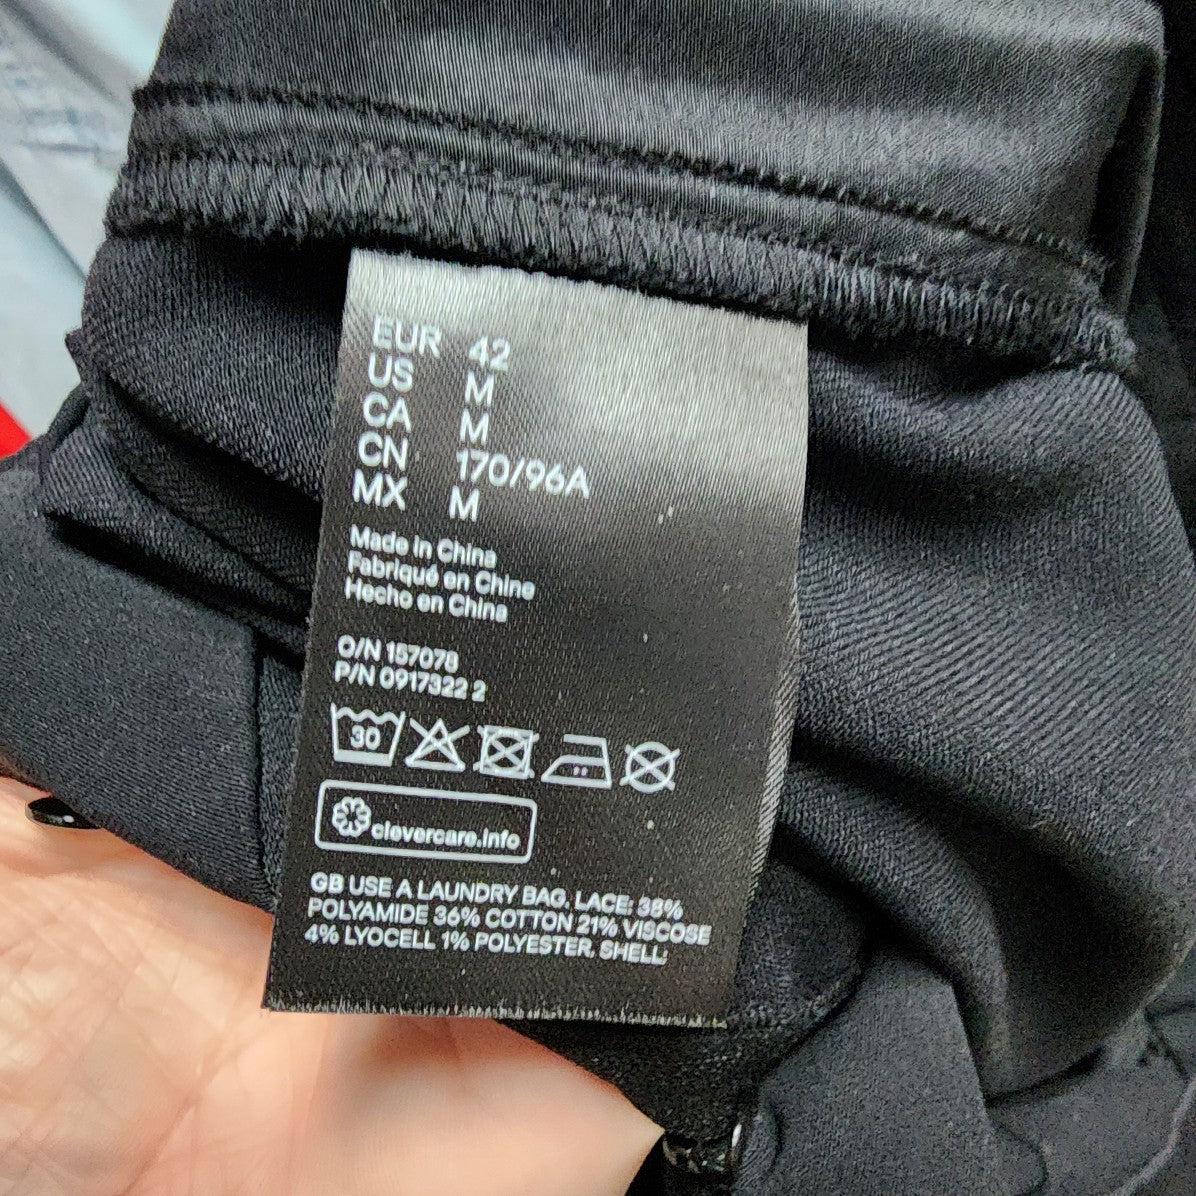 EUR 42
US M
CA M
CN 170/96A
MX M
Made in China
Fabriqué en Chine
Hecho en China
O/N 157078
P/N 0917322 2
30
clevercare.info
GB USE A LAUNDRY BAG. LACE: 38%
POLYAMIDE 36% COTTON 21% VISCOSE
4% LYOCELL 1% POLYESTER. SHELL: